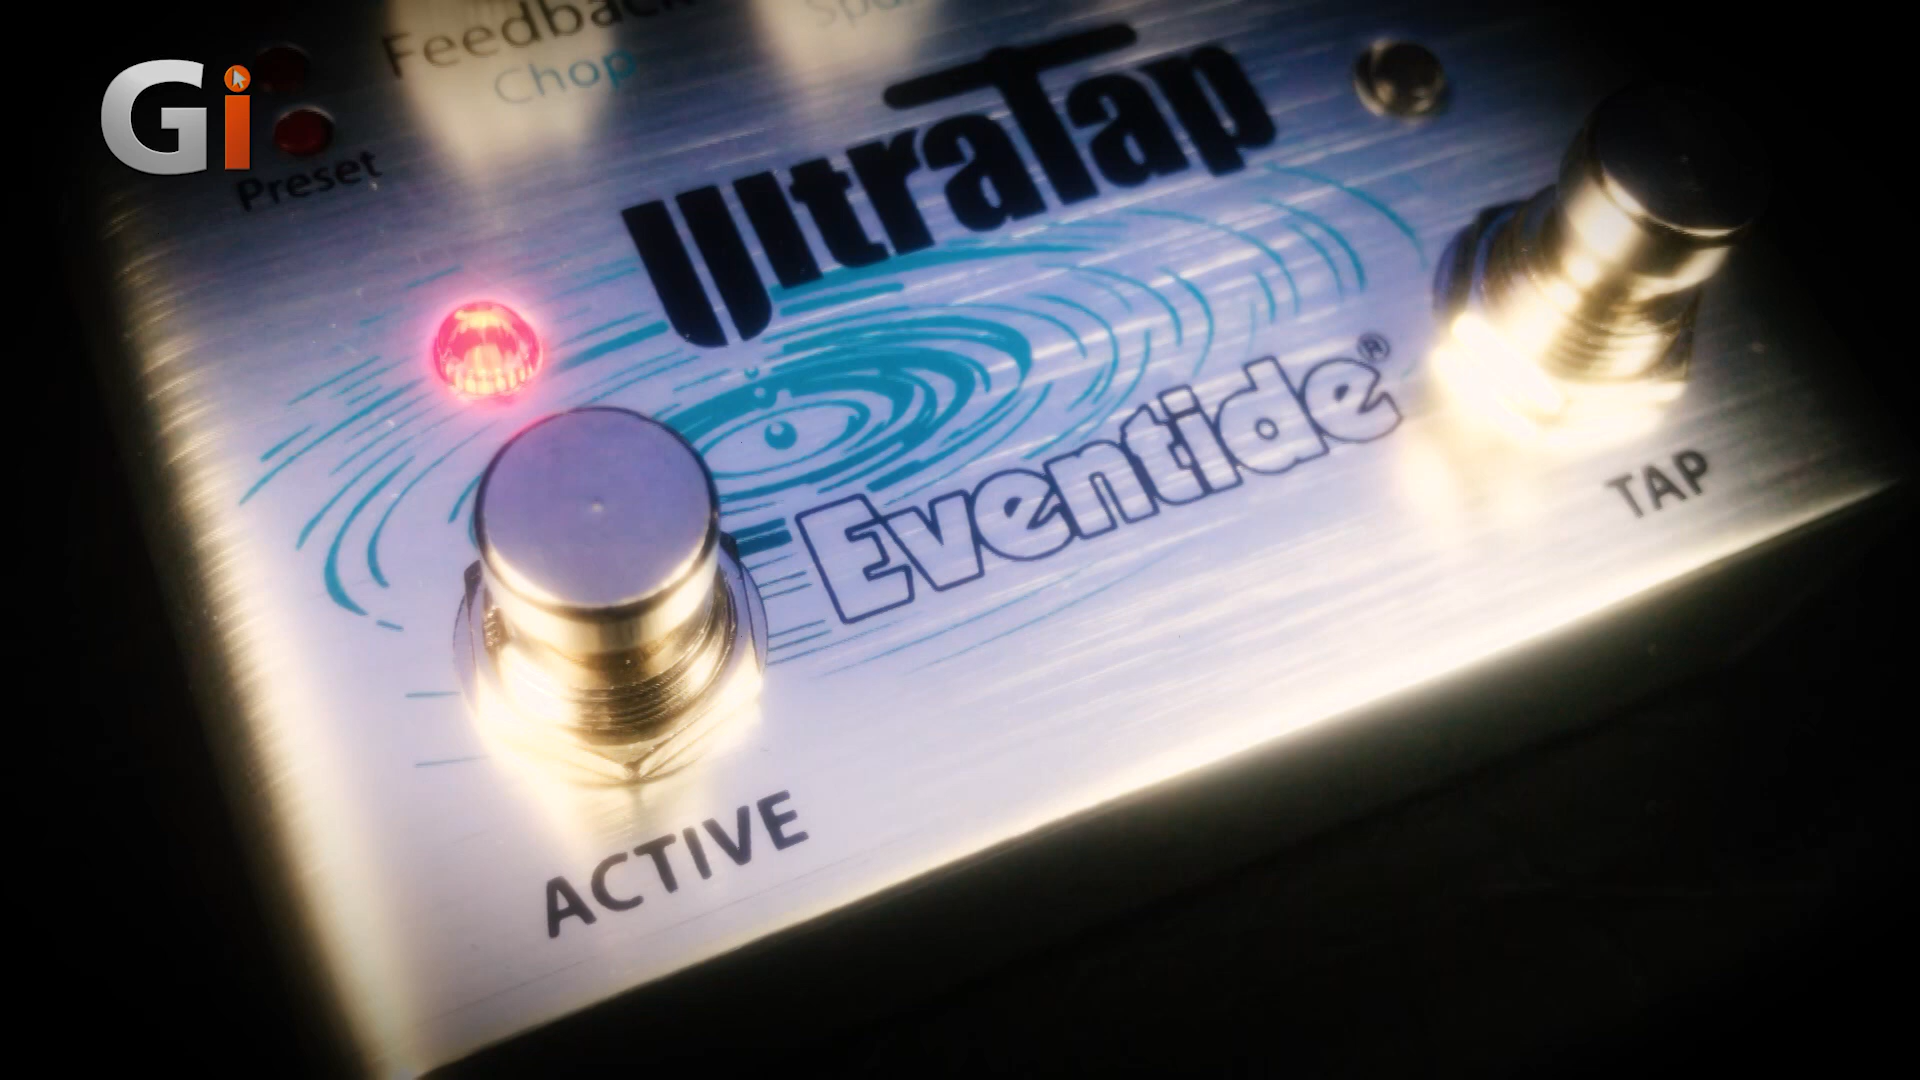 Gi
Feedback
Chop
Preset
UltraTap
Eventide®
TAP
ACTIVE